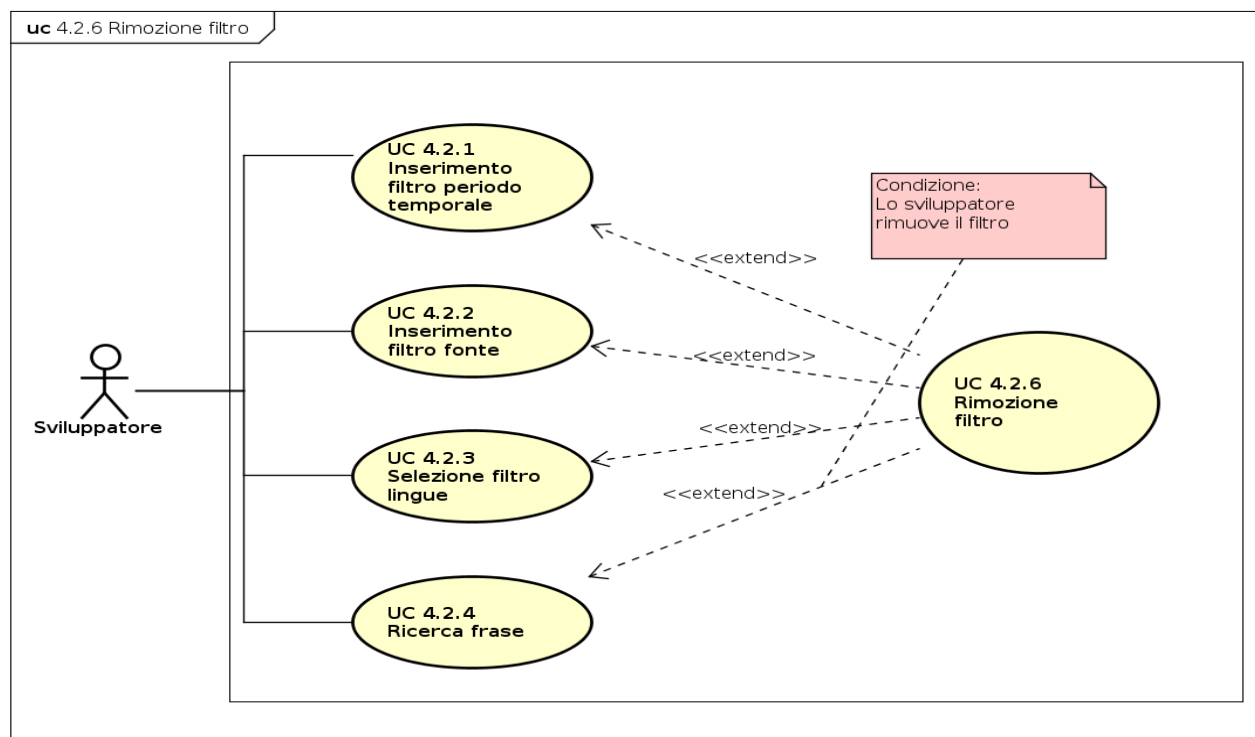 uc 4.2.6 Rimozione filtro
UC 4.2.1
Inserimento
filtro periodo
temporale
Condizione:
Lo sviluppatore
rimuove il filtro
<<extend>>
UC 4.2.2
Inserimento
filtro fonte
<<extend>>
UC 4.2.6
Rimozione
filtro
Sviluppatore
<<extend>>
UC 4.2.3
Selezione filtro
lingue
<<extend>>
UC 4.2.4
Ricerca frase